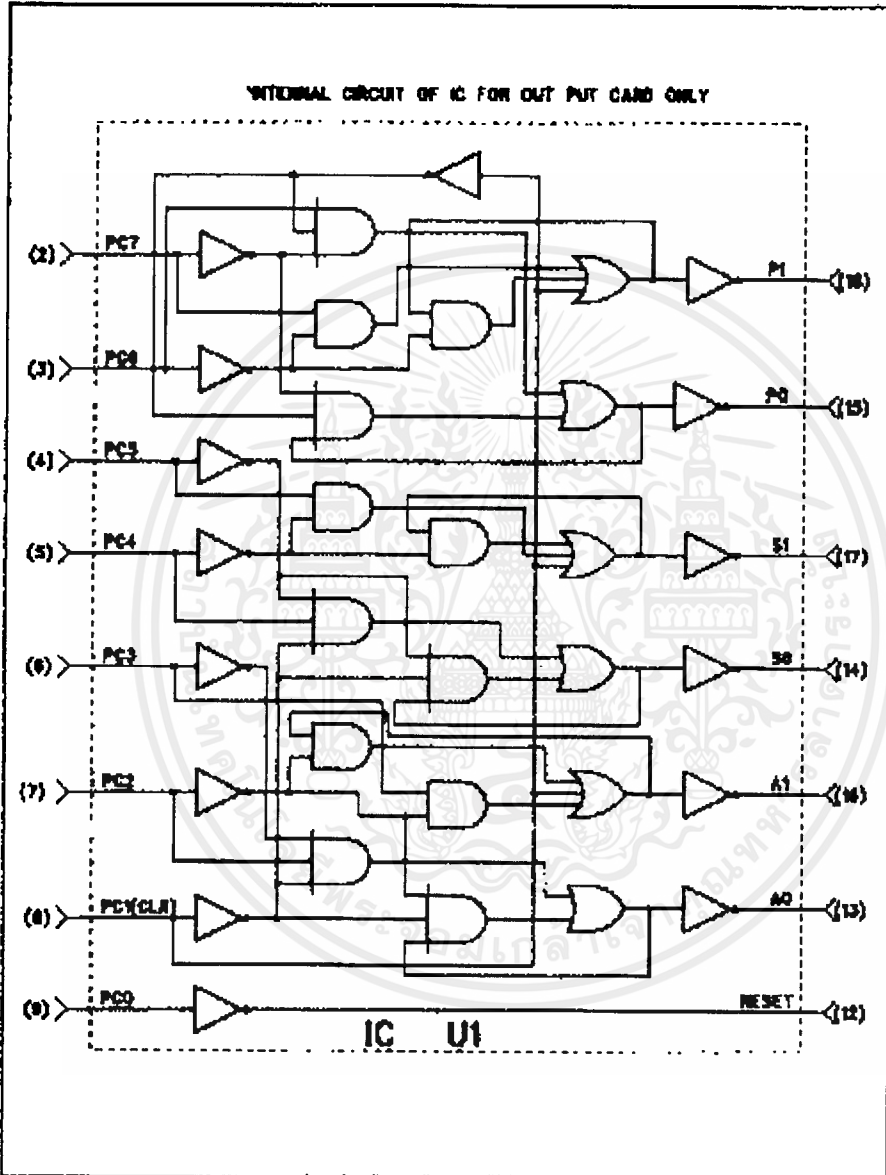 INTERNAL CIRCUIT OF IC FOR OUT PUT CARD ONLY
(2) PC7
P1 (18)
(3) PC6
P0 (15)
(4) PC5
(5) PC4
S1 (17)
(6) PC3
S0 (14)
(7) PC2
A1 (16)
(8) PC1(CLR)
A0 (13)
(9) PC0
RESET (12)
IC U1